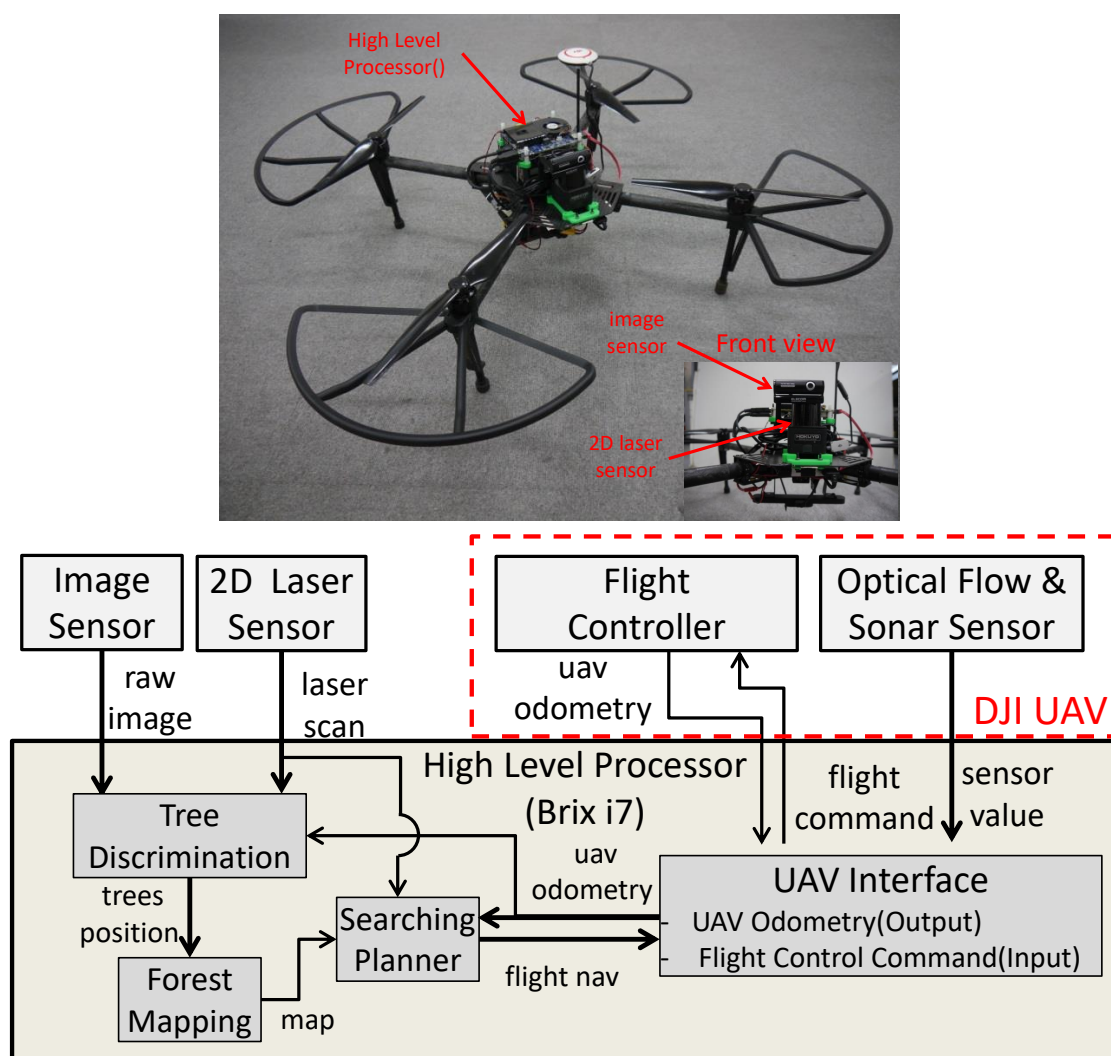 High Level
Processor()
image
sensor
Front view
2D laser
sensor
HOKUYO
Image
Sensor
2D Laser
Sensor
Flight
Controller
Optical Flow &
Sonar Sensor
raw
image
laser
scan
uav
odometry
DJI UAV
High Level Processor
(Brix i7)
flight
command
sensor
value
Tree
Discrimination
uav
odometry
UAV Interface
- UAV Odometry(Output)
- Flight Control Command(Input)
trees
position
Searching
Planner
flight nav
Forest
Mapping
map